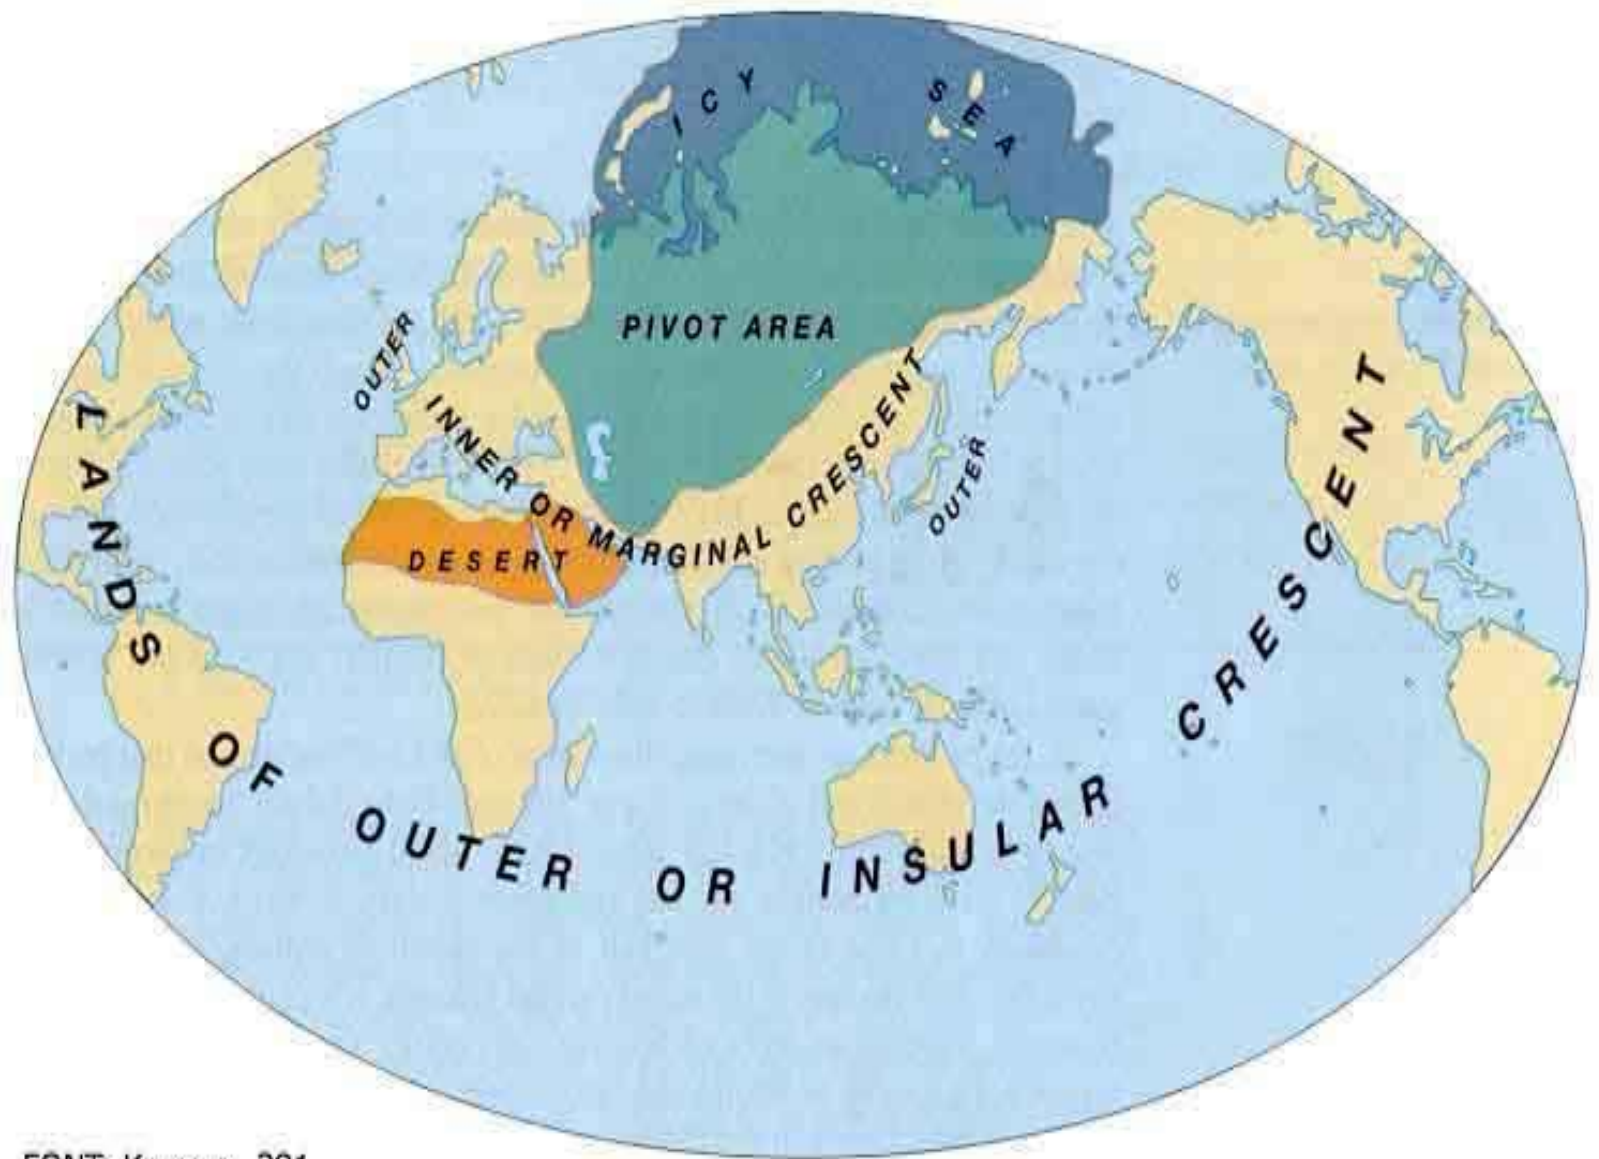 ICY SEA
PIVOT AREA
OUTER
INNER OR MARGINAL CRESCENT
OUTER
DESERT
LANDS OF OUTER OR INSULAR CRESCENT